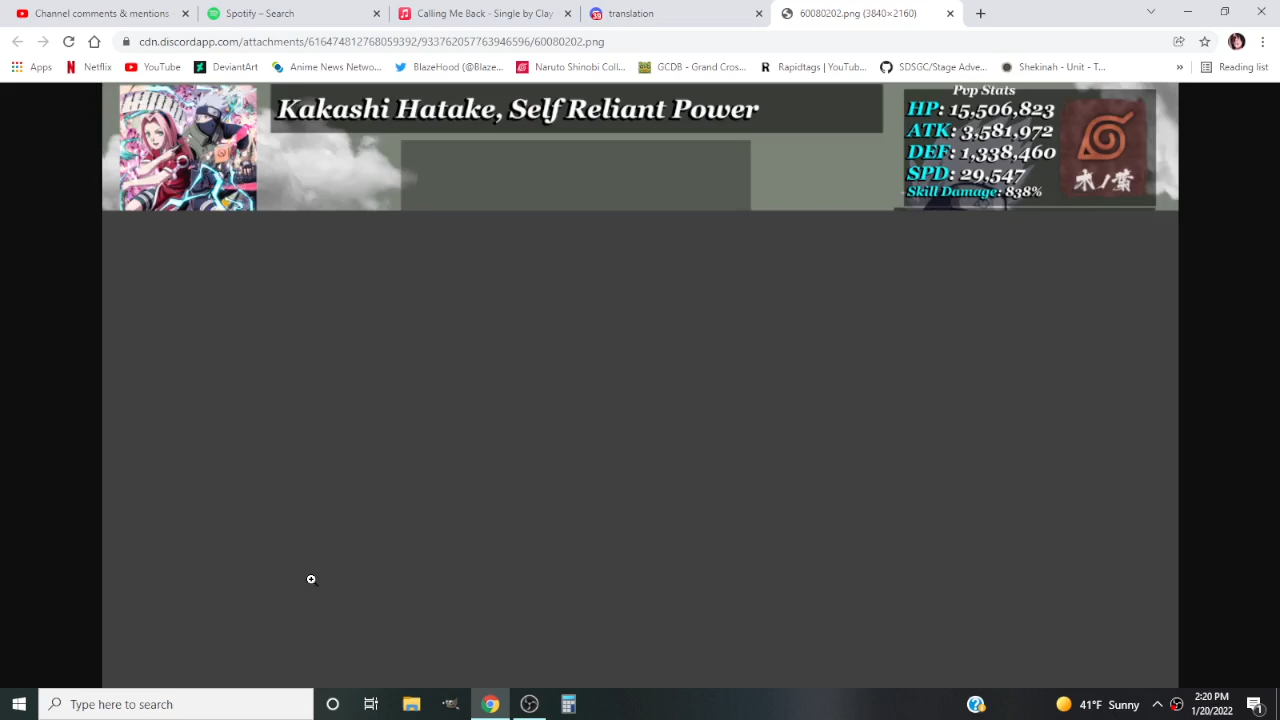 Channel comments & mentions
Spotify – Search
Calling Me Back - Single by Clay
39
translation
60080202.png (3840×2160)
cdn.discordapp.com/attachments/616474812768059392/933762057763946596/60080202.png
Apps
Netflix
YouTube
DeviantArt
Anime News Netwo...
BlazeHood (@Blaze...
Naruto Shinobi Coll...
GCDB - Grand Cros...
Rapidtags | YouTub...
SDSGC/Stage Adve...
Shekinah - Unit - T...
»
Reading list
Kakashi Hatake, Self Reliant Power
Pvp Stats
HP: 15,506,823
ATK: 3,581,972
DEF: 1,338,460
SPD: 29,547
Skill Damage: 838%
木ノ葉
Type here to search
41°F Sunny
2:20 PM
1/20/2022
1